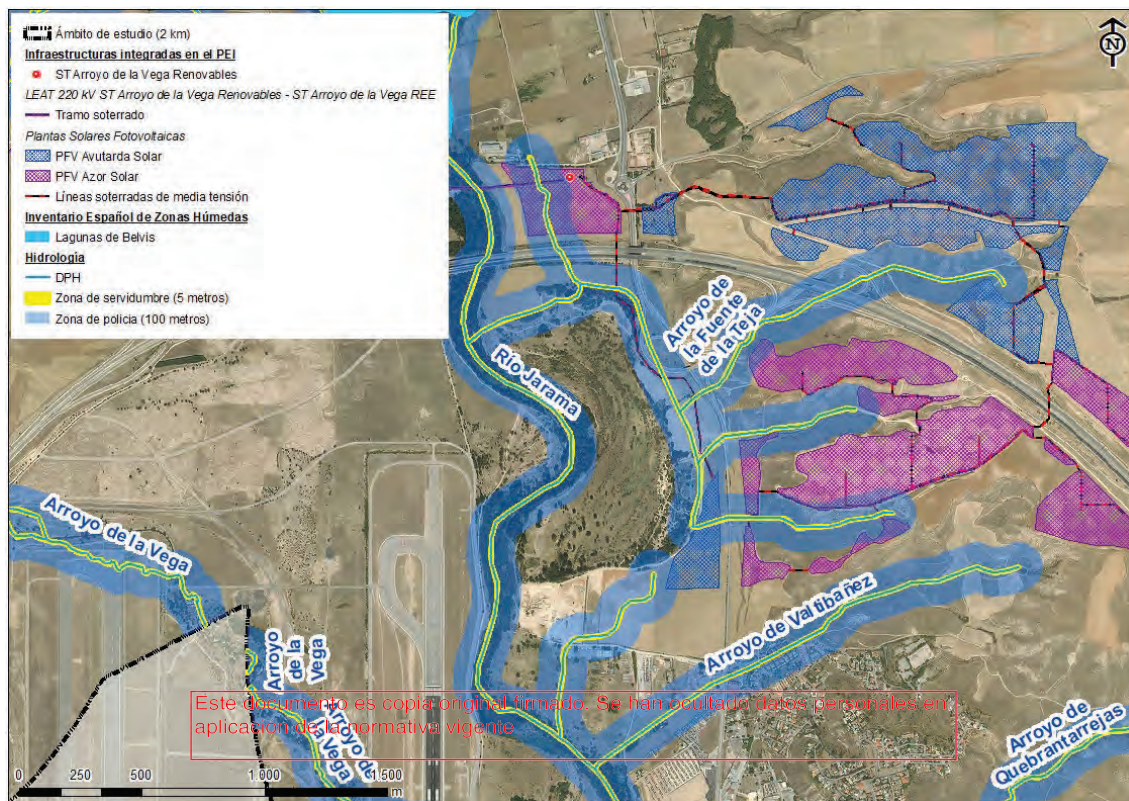 Ámbito de estudio (2 km)
Infraestructuras integradas en el PEI
ST Arroyo de la Vega Renovables
LEAT 220 kV ST Arroyo de la Vega Renovables - ST Arroyo de la Vega REE
Tramo soterrado
Plantas Solares Fotovoltaicas
PFV Avutarda Solar
PFV Azor Solar
Líneas soterradas de media tensión
Inventario Español de Zonas Húmedas
Lagunas de Belvis
Hidrología
DPH
Zona de servidumbre (5 metros)
Zona de policia (100 metros)
N
Arroyo de
la Fuente
de la Teja
Río Jarama
Arroyo de la Vega
Arroyo de Valtibañez
Arroyo
de la
Vega
Arroyo de
la Vega
Arroyo de
Quebrantarrejas
Este documento es copia original firmado. Se han ocultado datos personales en
aplicación de la normativa vigente
0 250 500 1.000 1.500
m